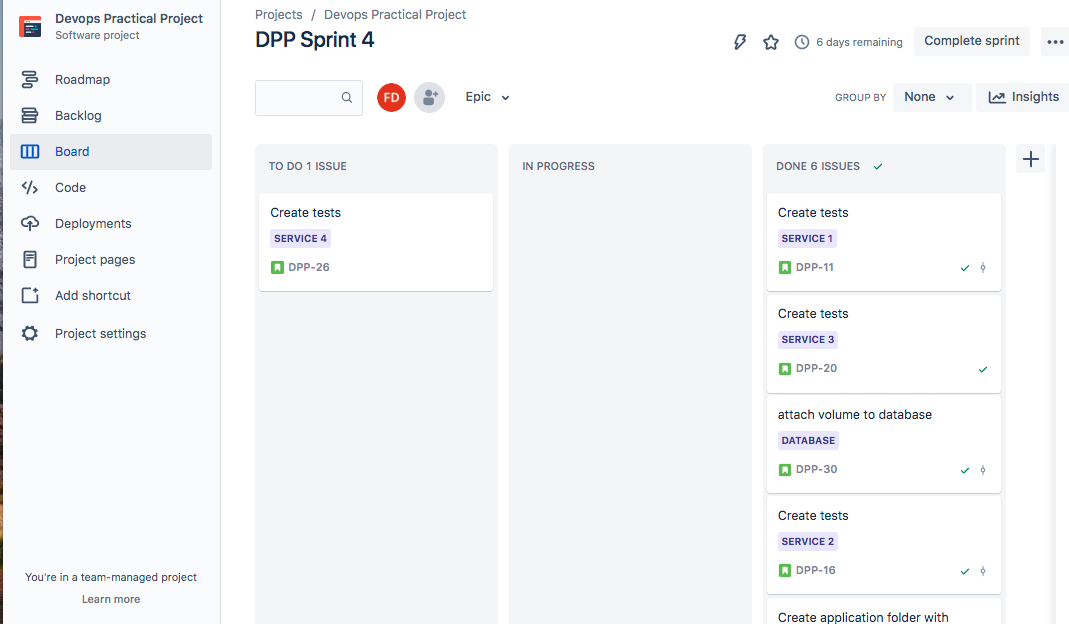 Devops Practical Project
Software project
Roadmap
Backlog
Board
Code
Deployments
Project pages
Add shortcut
Project settings
You're in a team-managed project
Learn more
Projects / Devops Practical Project
DPP Sprint 4
6 days remaining
Complete sprint
FD
Epic
GROUP BY
None
Insights
TO DO 1 ISSUE
Create tests
SERVICE 4
DPP-26
IN PROGRESS
DONE 6 ISSUES
Create tests
SERVICE 1
DPP-11
Create tests
SERVICE 3
DPP-20
attach volume to database
DATABASE
DPP-30
Create tests
SERVICE 2
DPP-16
Create application folder with